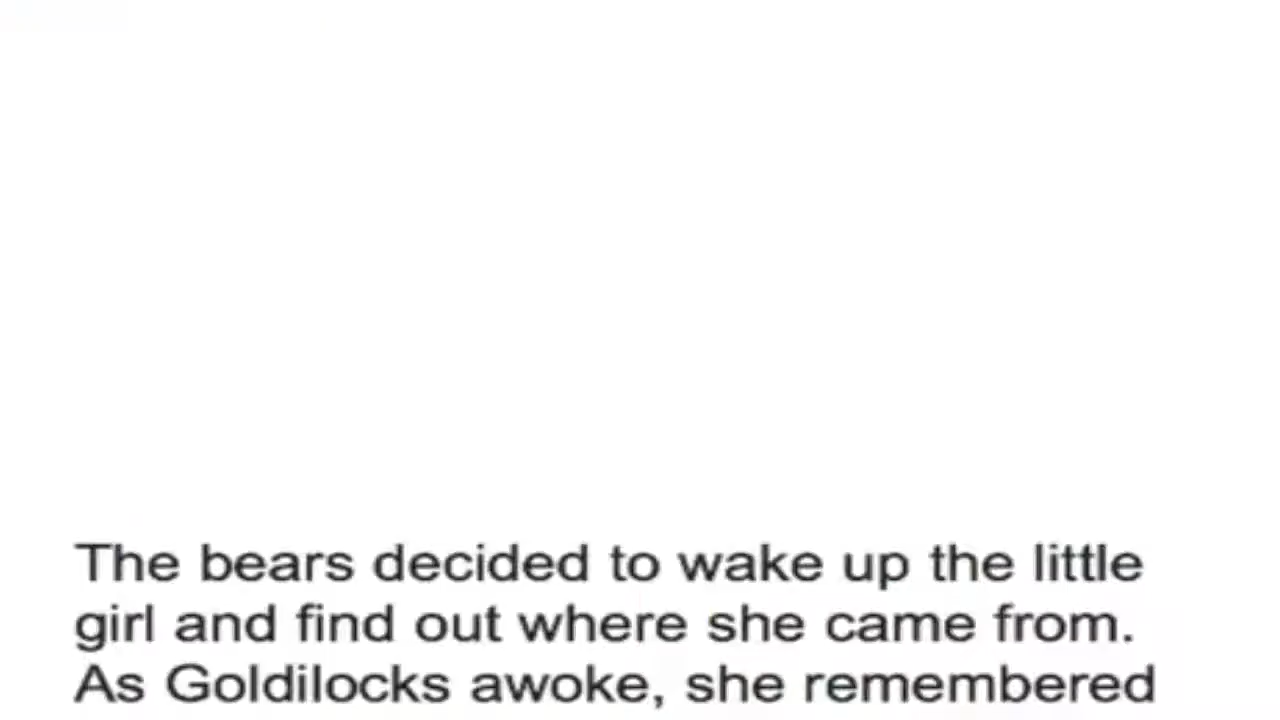 The bears decided to wake up the little
girl and find out where she came from.
As Goldilocks awoke, she remembered